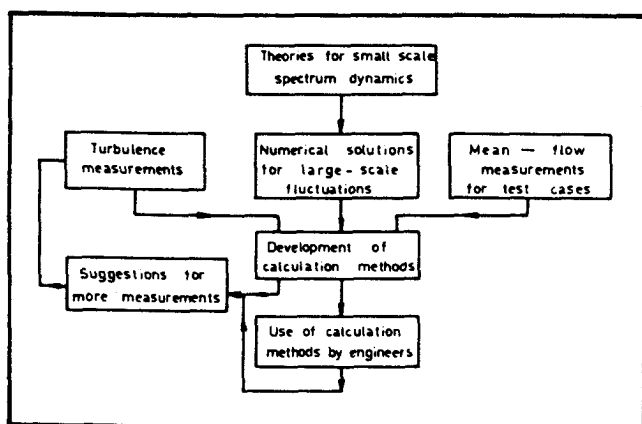 Theories for small scale
spectrum dynamics
Turbulence
measurements
Numerical solutions
for large-scale
fluctuations
Mean — flow
measurements
for test cases
Development of
calculation methods
Suggestions for
more measurements
Use of calculation
methods by engineers